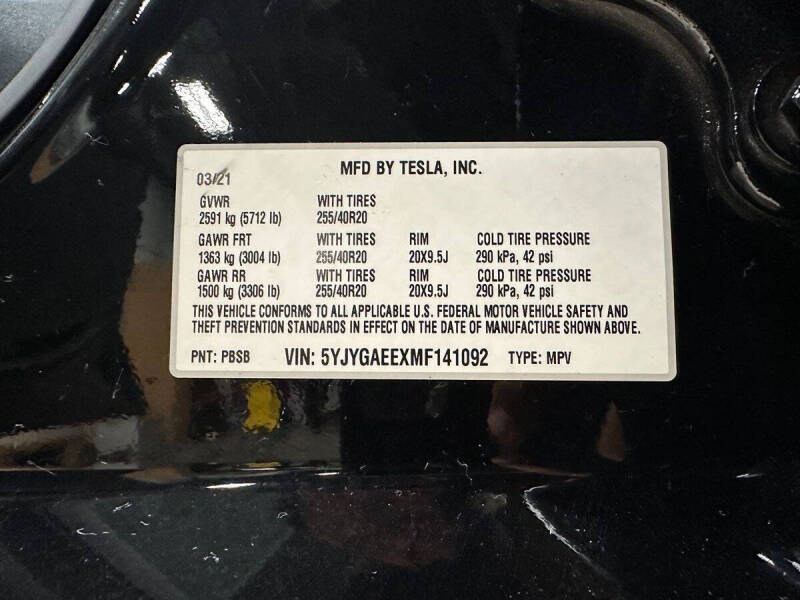 MFD BY TESLA, INC.
03/21
GVWR WITH TIRES
2591 kg (5712 lb) 255/40R20
GAWR FRT WITH TIRES RIM COLD TIRE PRESSURE
1363 kg (3004 lb) 255/40R20 20X9.5J 290 kPa, 42 psi
GAWR RR WITH TIRES RIM COLD TIRE PRESSURE
1500 kg (3306 lb) 255/40R20 20X9.5J 290 kPa, 42 psi
THIS VEHICLE CONFORMS TO ALL APPLICABLE U.S. FEDERAL MOTOR VEHICLE SAFETY AND
THEFT PREVENTION STANDARDS IN EFFECT ON THE DATE OF MANUFACTURE SHOWN ABOVE.
PNT: PBSB VIN: 5YJYGAEEXMF141092 TYPE: MPV